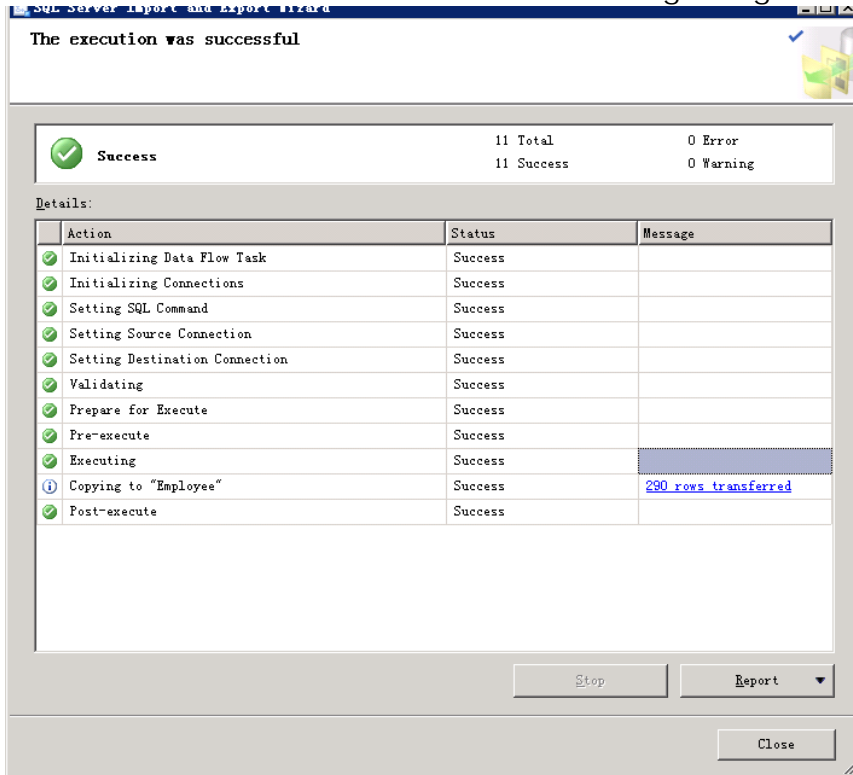 SQL Server Import and Export Wizard
The execution was successful
Success
11 Total
0 Error
11 Success
0 Warning
Details:
Action Status Message
Initializing Data Flow Task Success
Initializing Connections Success
Setting SQL Command Success
Setting Source Connection Success
Setting Destination Connection Success
Validating Success
Prepare for Execute Success
Pre-execute Success
Executing Success
Copying to "Employee" Success 290 rows transferred
Post-execute Success
Stop Report
Close